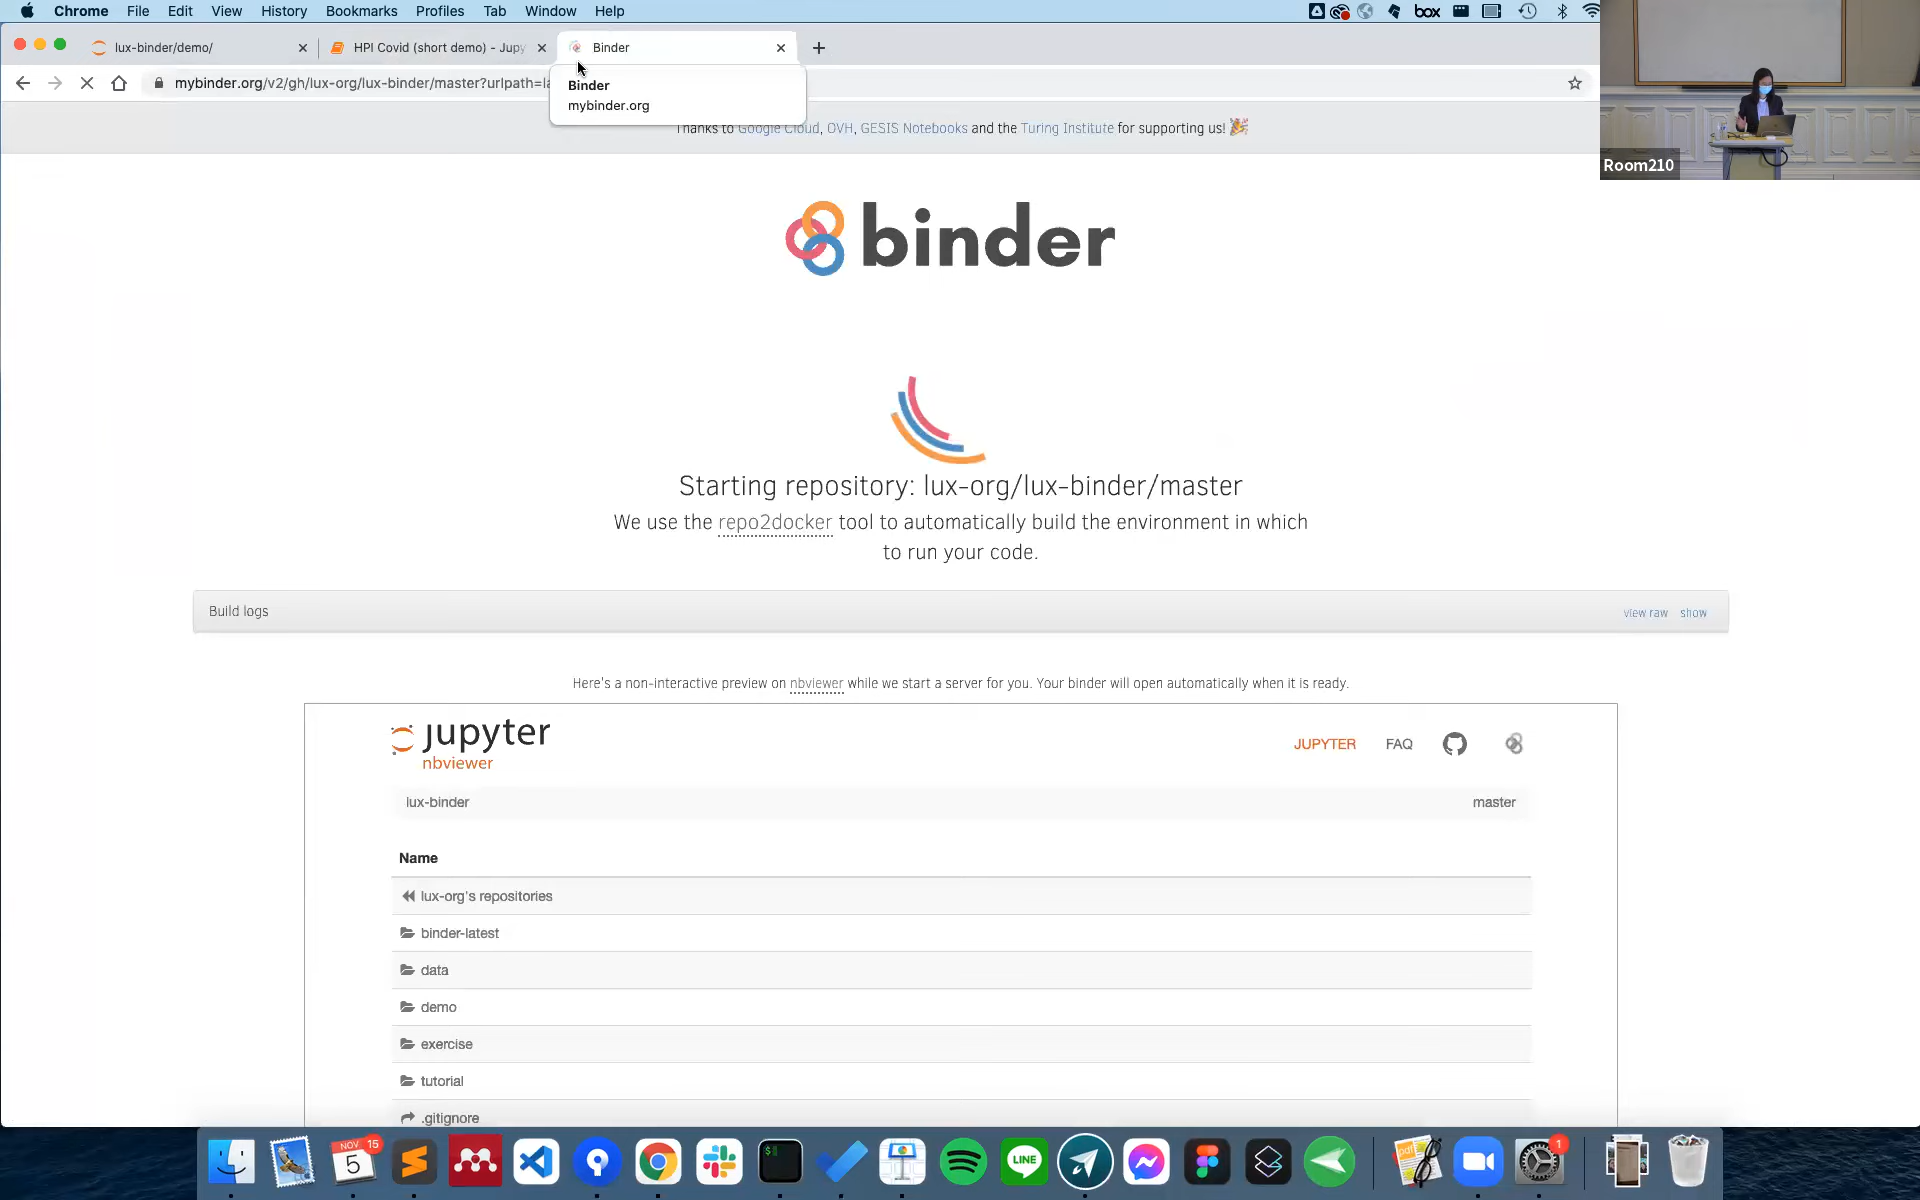 Chrome File Edit View History Bookmarks Profiles Tab Window Help
box
lux-binder/demo/
HPI Covid (short demo) - Jupy
Binder
mybinder.org/v2/gh/lux-org/lux-binder/master?urlpath=la
Binder
mybinder.org
Thanks to Google Cloud, OVH, GESIS Notebooks and the Turing Institute for supporting us!
Room210
binder
Starting repository: lux-org/lux-binder/master
We use the repo2docker tool to automatically build the environment in which
to run your code.
Build logs
view raw show
Here's a non-interactive preview on nbviewer while we start a server for you. Your binder will open automatically when it is ready.
jupyter
nbviewer
JUPYTER FAQ
lux-binder master
Name
lux-org's repositories
binder-latest
data
demo
exercise
tutorial
.gitignore
NOV 15
5
LINE
1